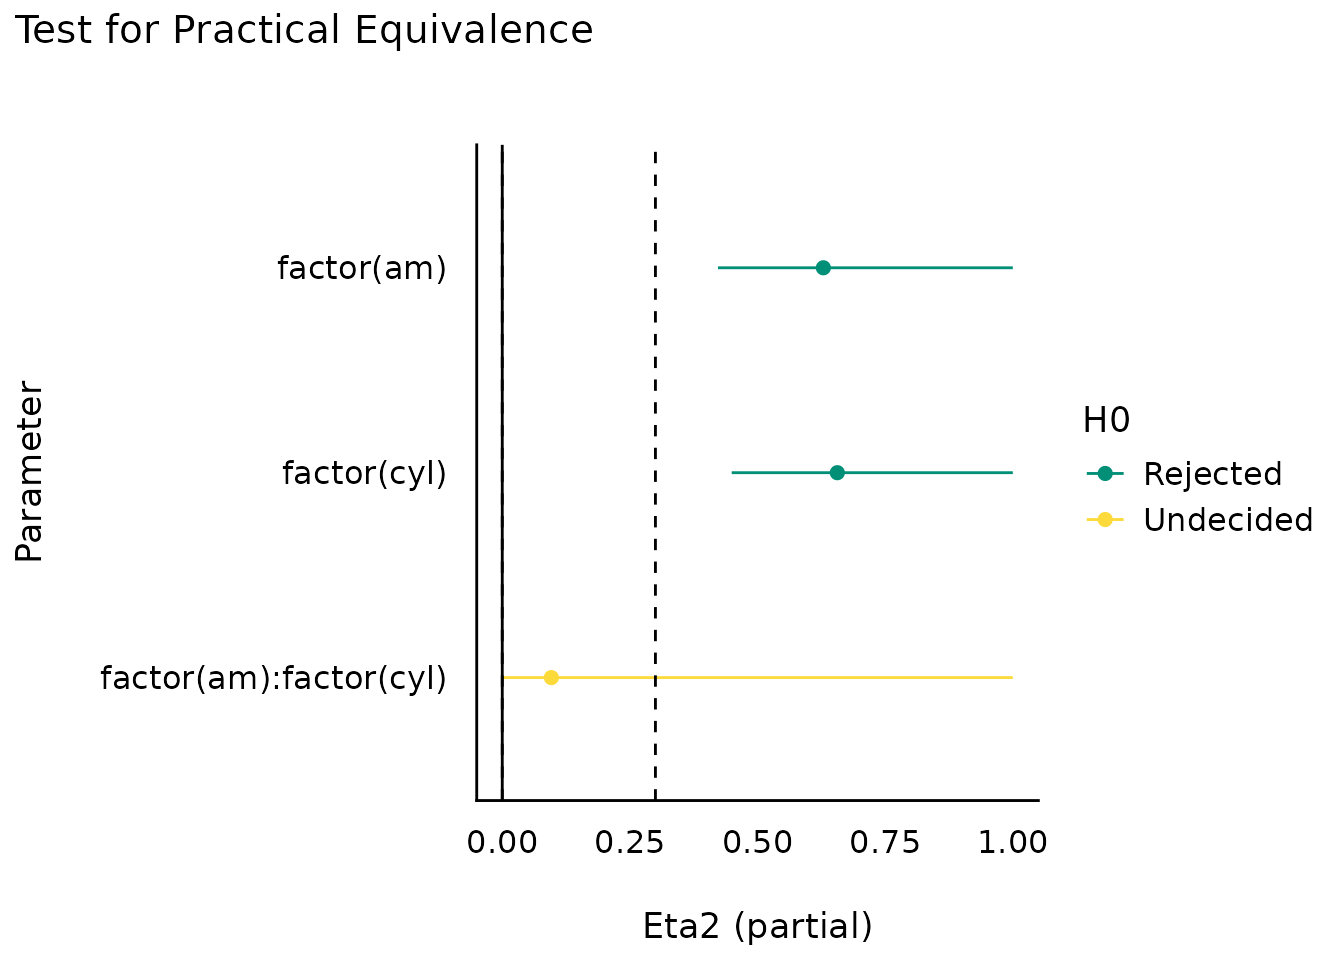 Test for Practical Equivalence
factor(am)
factor(cyl)
factor(am):factor(cyl)
Parameter
0.00 0.25 0.50 0.75 1.00
Eta2 (partial)
H0
Rejected
Undecided